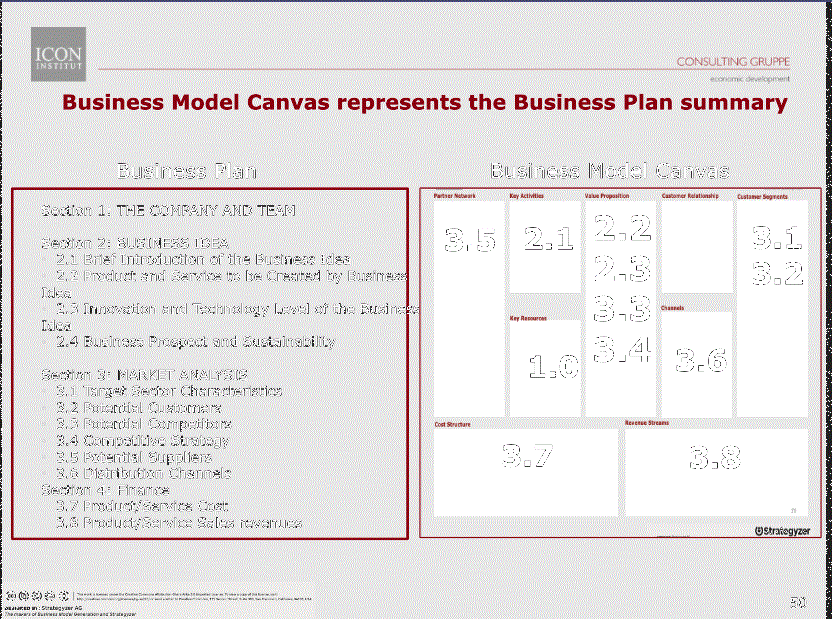 ICON
INSTITUT
CONSULTING GRUPPE
economic development
Business Model Canvas represents the Business Plan summary
Business Plan
Section 1. THE COMPANY AND TEAM
Section 2: BUSINESS IDEA
2.1 Brief Introduction of the Business Idea
2.2 Product and Service to be Created by Business
Idea
2.3 Innovation and Technology Level of the Business
Idea
2.4 Business Prospect and Sustainability
Section 3: MARKET ANALYSIS
3.1 Target Sector Characteristics
3.2 Potential Customers
3.3 Potential Competitors
3.4 Competitive Strategy
3.5 Potential Suppliers
3.6 Distribution Channels
Section 4: Finance
3.7 Product/Service Cost
3.8 Product/Service Sales revenues
Business Model Canvas
Partner Network
3.5
Key Activities
2.1
Key Resources
1.0
Value Proposition
2.2
2.3
3.3
3.4
Customer Relationship
Channels
3.6
Customer Segments
3.1
3.2
Cost Structure
3.7
Revenue Streams
3.8
Strategyzer
DESIGNED BY: Strategyzer AG
The makers of Business Model Generation and Strategyzer
50